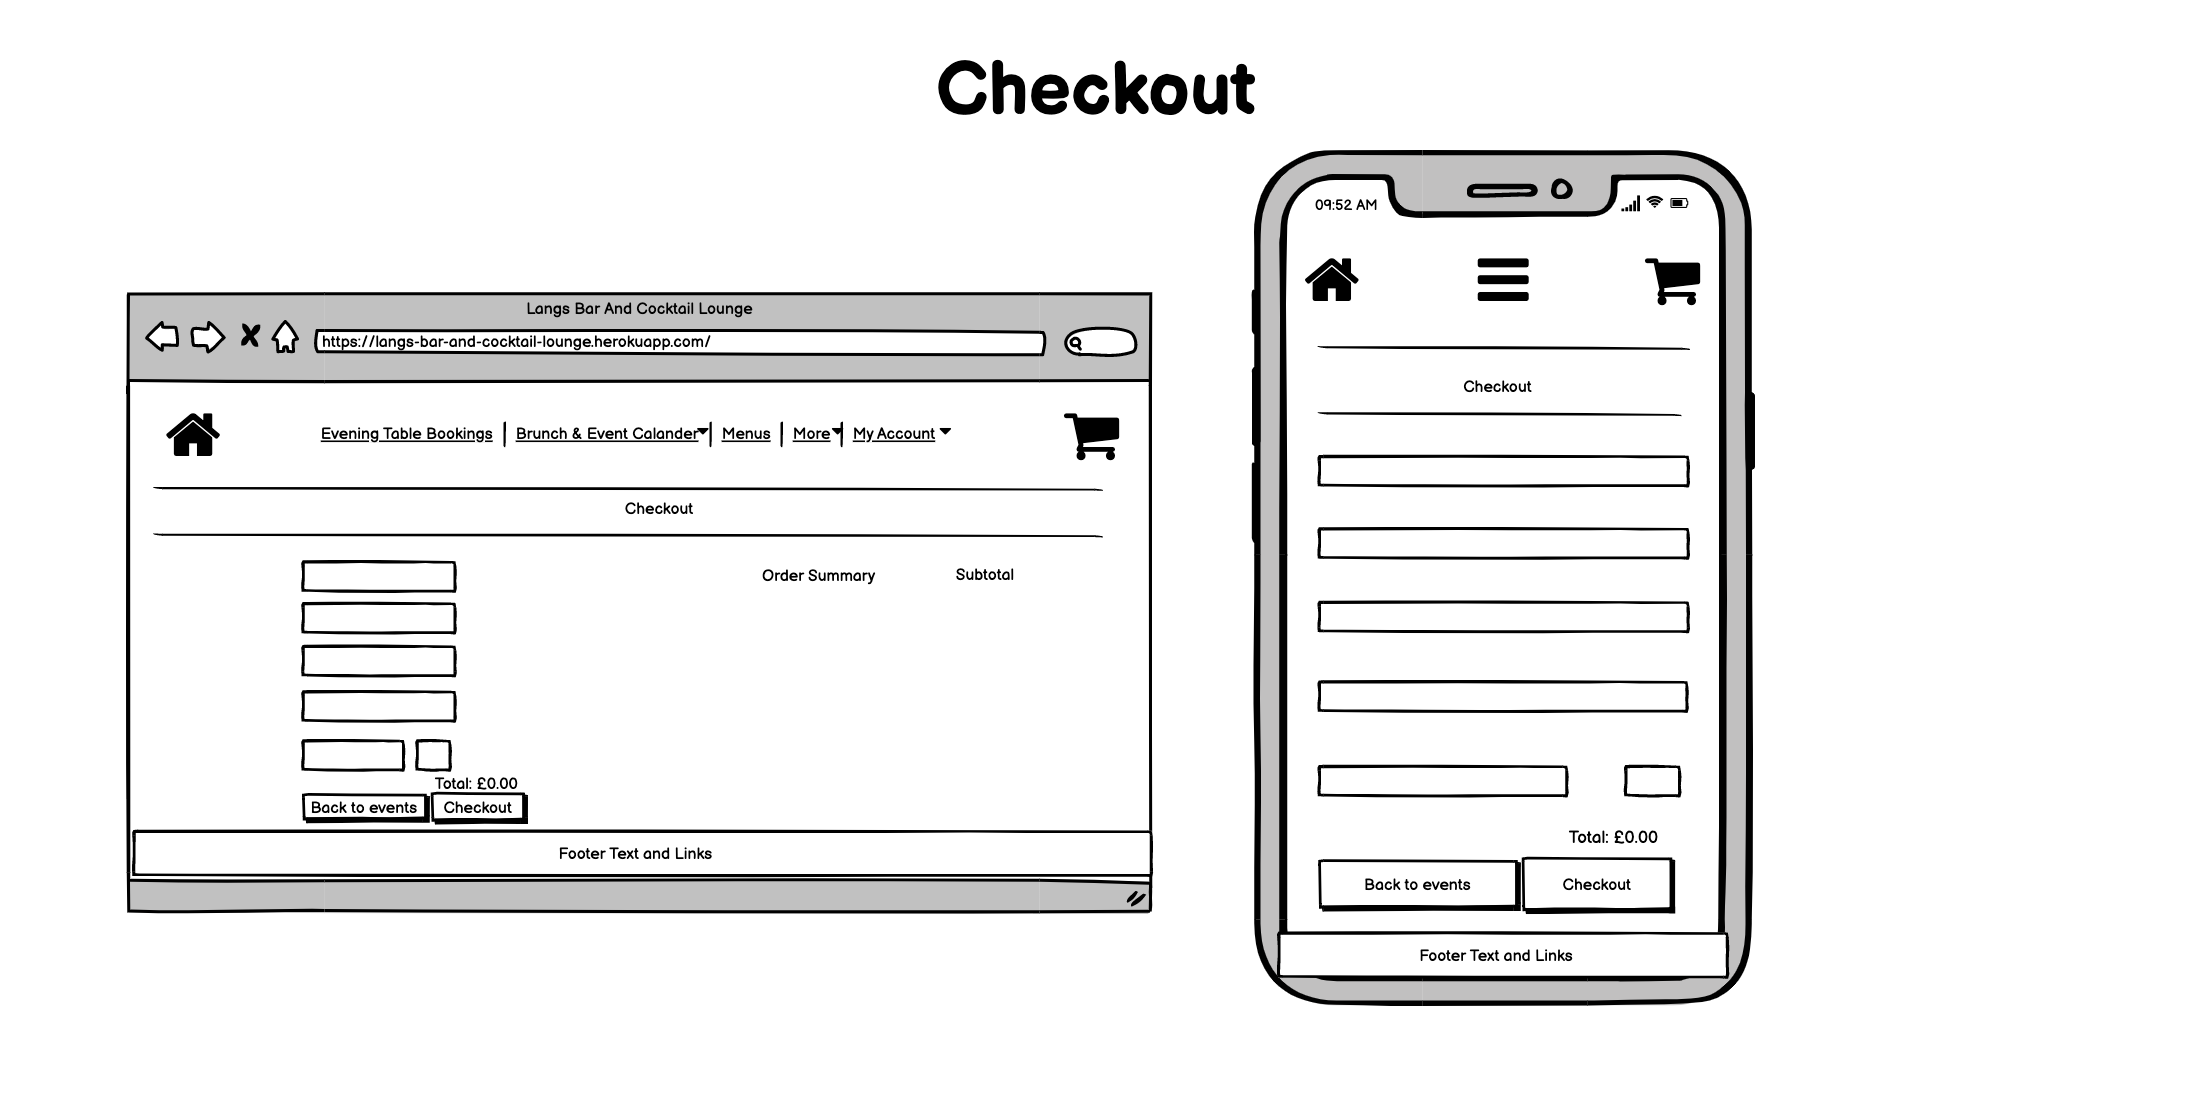 Checkout
Langs Bar And Cocktail Lounge
https://langs-bar-and-cocktail-lounge.herokuapp.com/
Evening Table Bookings Brunch & Event Calander Menus More My Account
Checkout
Order Summary Subtotal
Total: £0.00
Back to events Checkout
Footer Text and Links
09:52 AM
Checkout
Total: £0.00
Back to events Checkout
Footer Text and Links